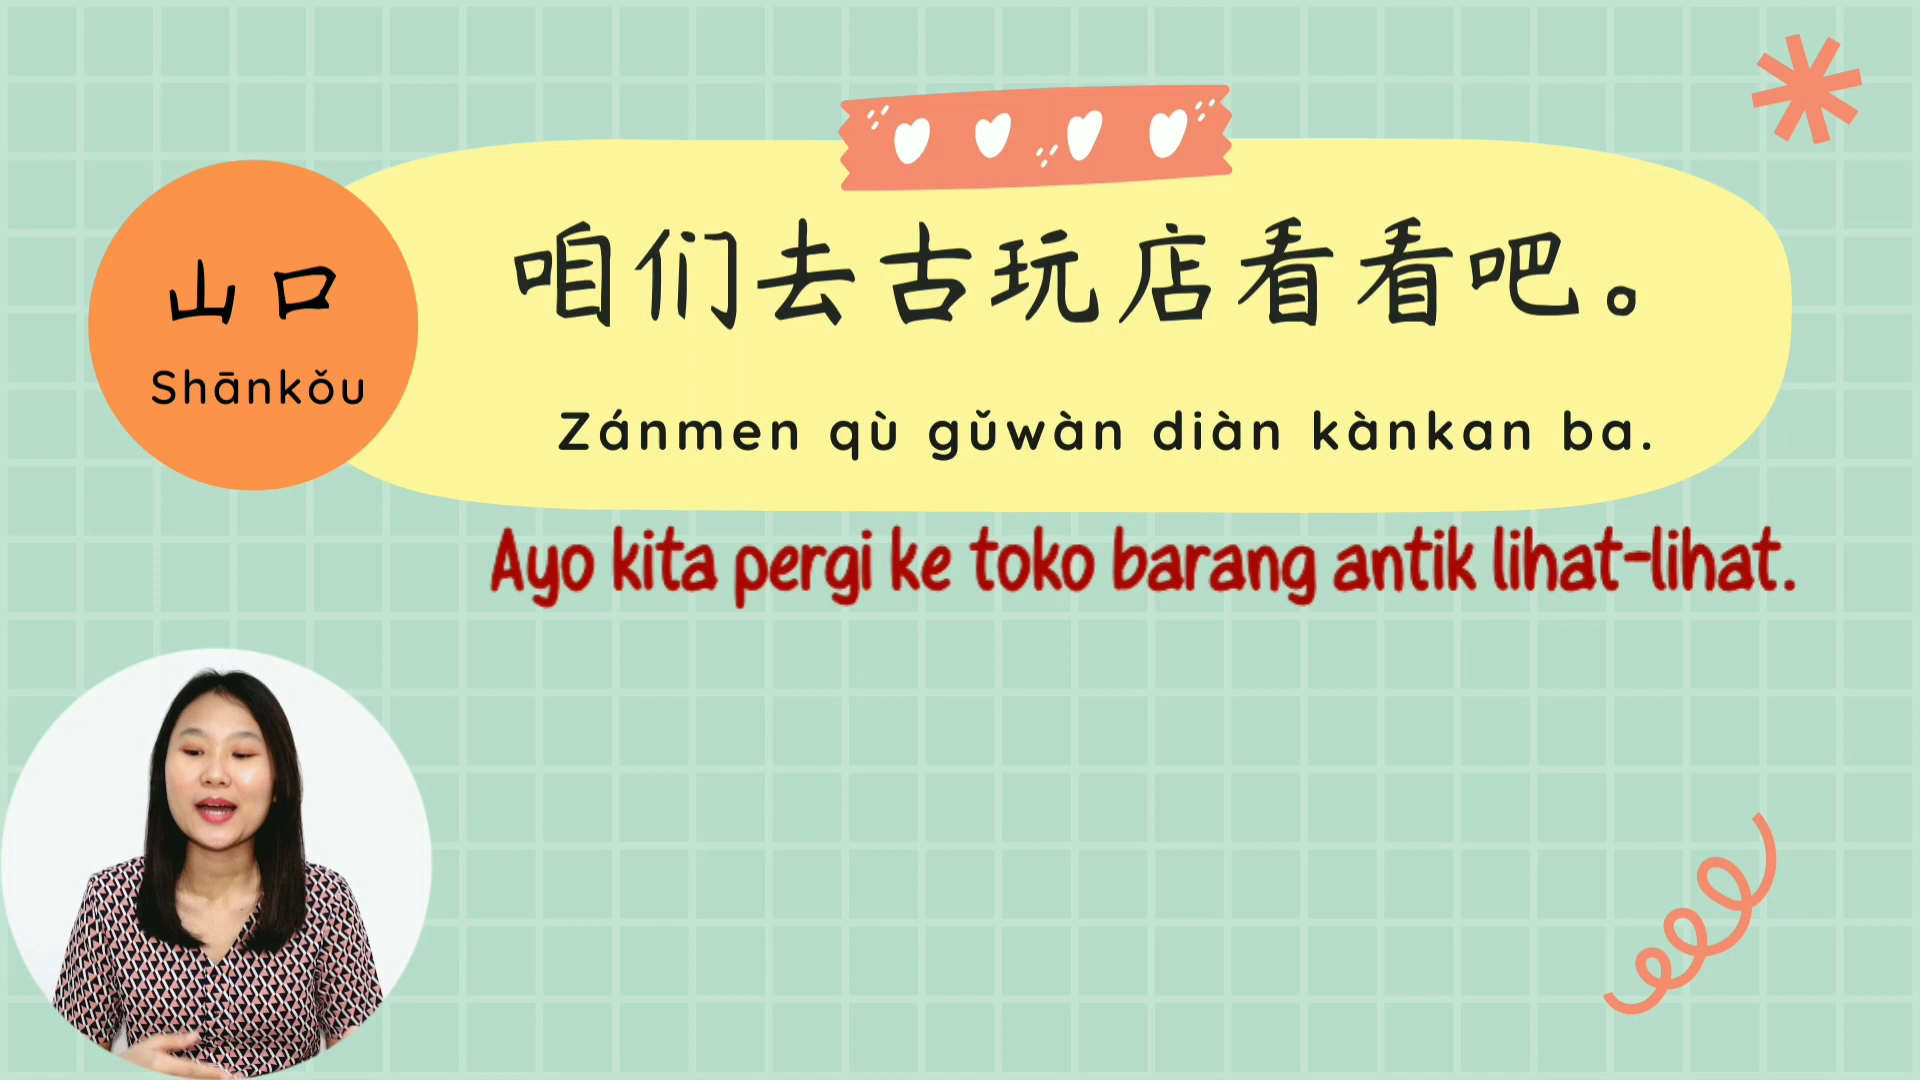 山口
Shānkǒu
咱们去古玩店看看吧。
Zánmen qù gǔwàn diàn kànkan ba.
Ayo kita pergi ke toko barang antik lihat-lihat.